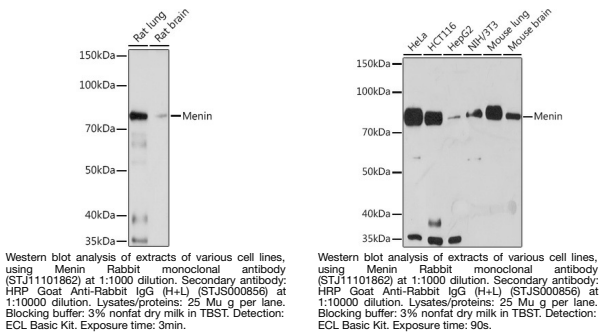 Rat lung
Rat brain
150kDa
100kDa
70kDa
50kDa
40kDa
35kDa
Menin
Western blot analysis of extracts of various cell lines,
using Menin Rabbit monoclonal antibody
(STJ11101862) at 1:1000 dilution. Secondary antibody:
HRP Goat Anti-Rabbit IgG (H+L) (STJS000856) at
1:10000 dilution. Lysates/proteins: 25 Mu g per lane.
Blocking buffer: 3% nonfat dry milk in TBST. Detection:
ECL Basic Kit. Exposure time: 3min.
HeLa
HCT116
HepG2
NIH/3T3
Mouse lung
Mouse brain
150kDa
100kDa
70kDa
50kDa
40kDa
35kDa
Menin
Western blot analysis of extracts of various cell lines,
using Menin Rabbit monoclonal antibody
(STJ11101862) at 1:1000 dilution. Secondary antibody:
HRP Goat Anti-Rabbit IgG (H+L) (STJS000856) at
1:10000 dilution. Lysates/proteins: 25 Mu g per lane.
Blocking buffer: 3% nonfat dry milk in TBST. Detection:
ECL Basic Kit. Exposure time: 90s.